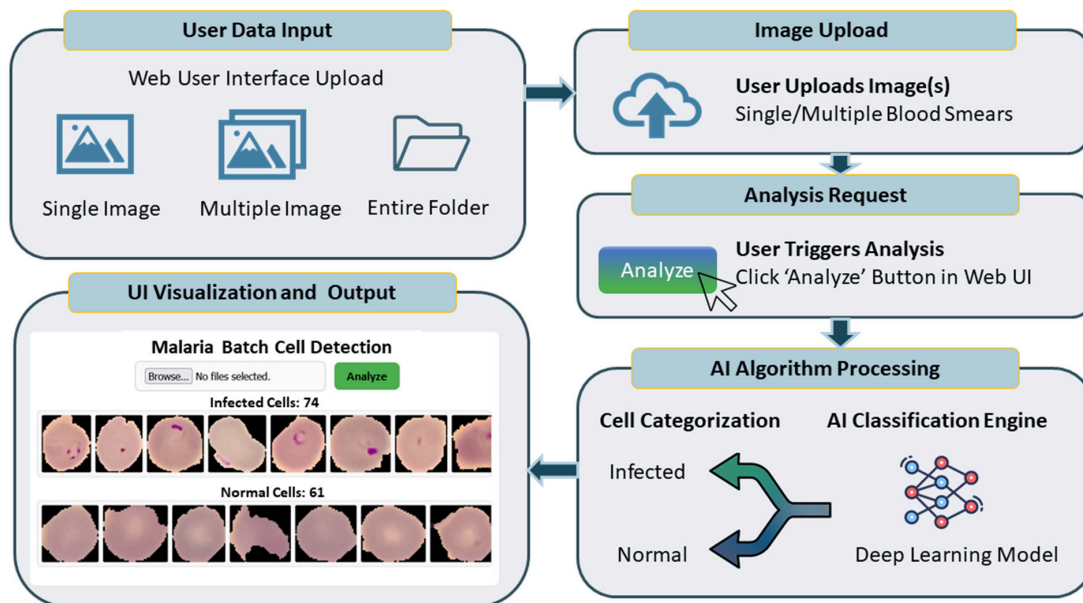 User Data Input
Web User Interface Upload
Single Image
Multiple Image
Entire Folder
Image Upload
User Uploads Image(s)
Single/Multiple Blood Smears
Analysis Request
Analyze
User Triggers Analysis
Click ‘Analyze’ Button in Web UI
AI Algorithm Processing
Cell Categorization
AI Classification Engine
Infected
Normal
Deep Learning Model
UI Visualization and Output
Malaria Batch Cell Detection
Browse... No files selected.
Analyze
Infected Cells: 74
Normal Cells: 61